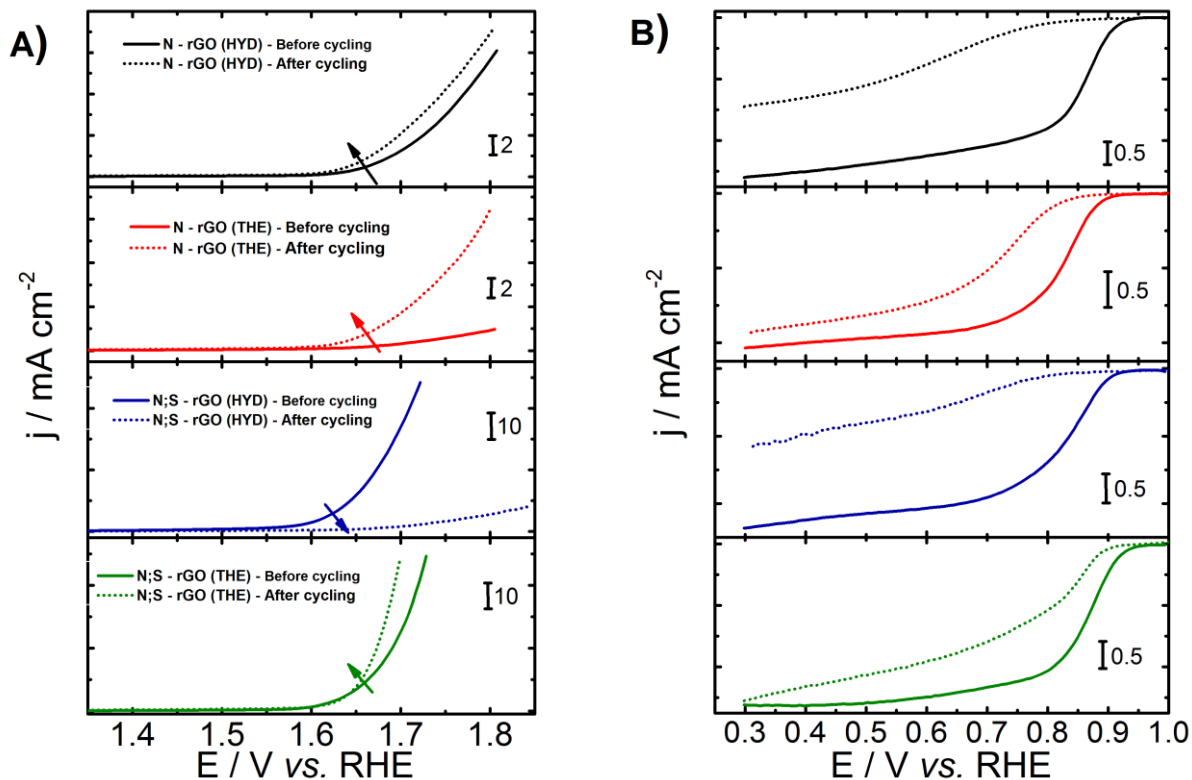 A)
N - rGO (HYD) - Before cycling
N - rGO (HYD) - After cycling
2
N - rGO (THE) - Before cycling
N - rGO (THE) - After cycling
2
N;S - rGO (HYD) - Before cycling
N;S - rGO (HYD) - After cycling
10
N;S - rGO (THE) - Before cycling
N;S - rGO (THE) - After cycling
10
j / mA cm-2
1.4 1.5 1.6 1.7 1.8
E / V vs. RHE
B)
0.5
0.5
0.5
0.5
j / mA cm-2
0.3 0.4 0.5 0.6 0.7 0.8 0.9 1.0
E / V vs. RHE